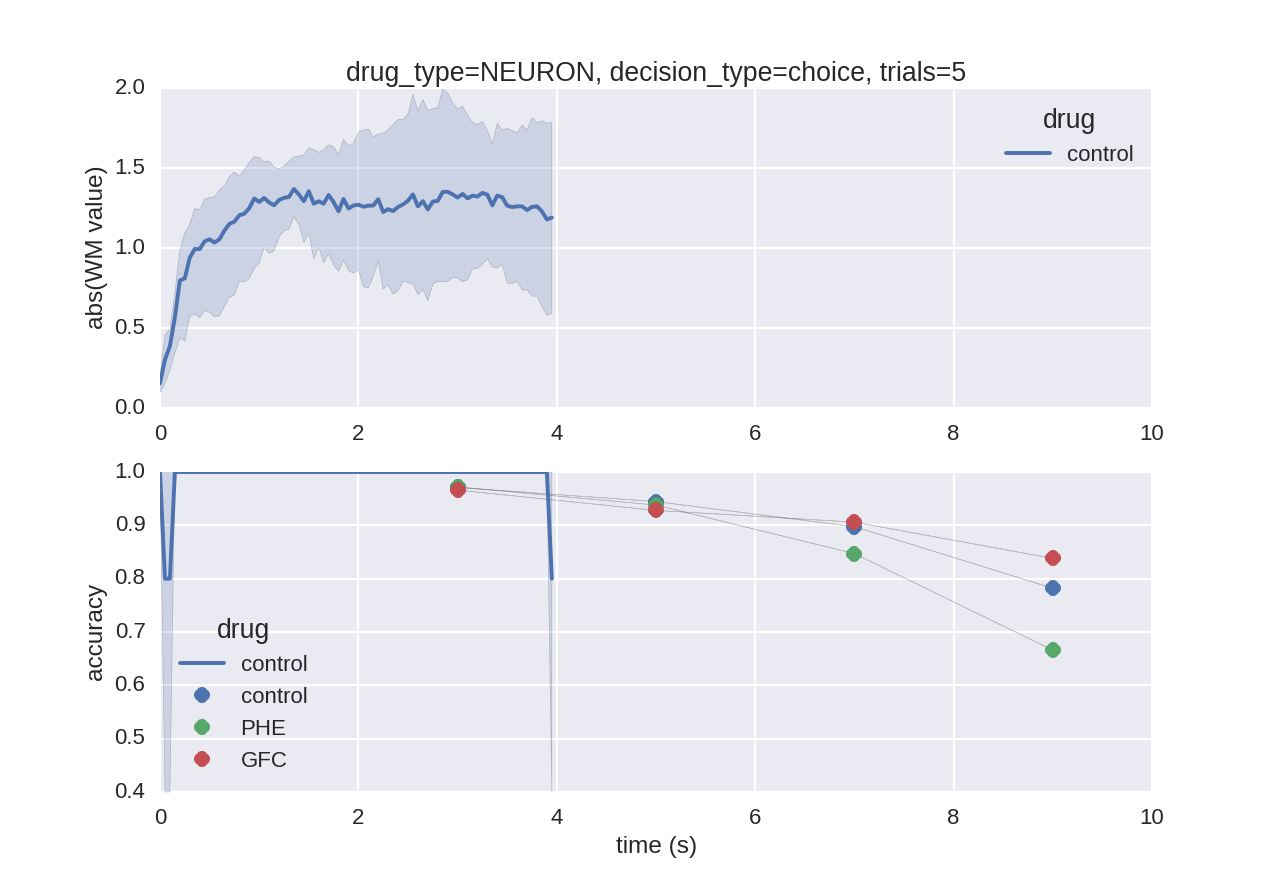 drug_type=NEURON, decision_type=choice, trials=5
2.0
1.5
1.0
0.5
0.0
abs(WM value)
drug
control
0 2 4 6 8 10
1.0
0.9
0.8
0.7
0.6
0.5
0.4
accuracy
drug
control
control
PHE
GFC
0 2 4 6 8 10
time (s)